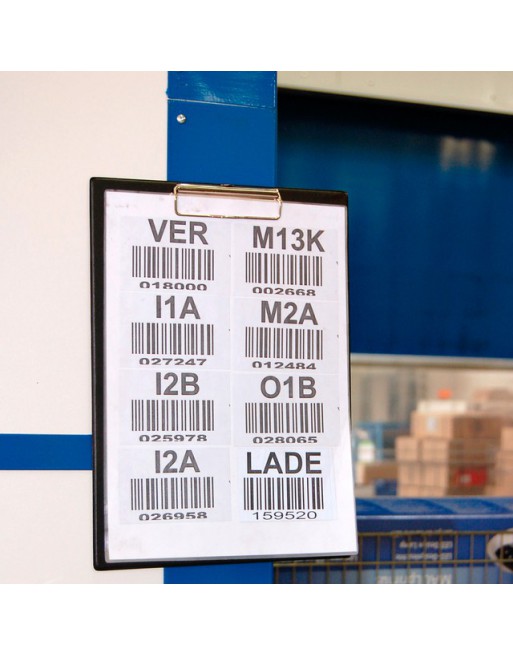 VER M13K
018000 002668
I1A M2A
027247 012484
I2B O1B
025978 028065
I2A LADE
026958 159520